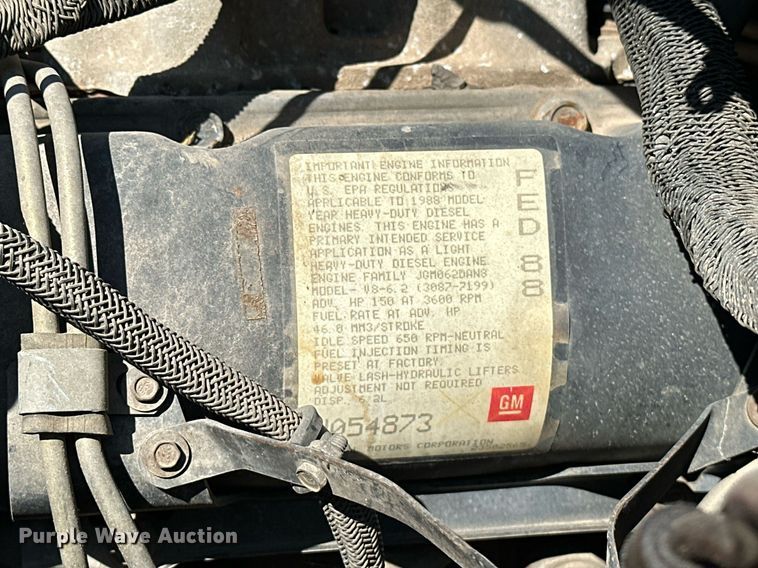 IMPORTANT ENGINE INFORMATION
THIS ENGINE CONFORMS TO
U.S. EPA REGULATIONS
APPLICABLE TO 1988 MODEL
YEAR HEAVY-DUTY DIESEL
ENGINES. THIS ENGINE HAS A
PRIMARY INTENDED SERVICE
APPLICATION AS A LIGHT
HEAVY-DUTY DIESEL ENGINE
ENGINE FAMILY JGM062DAN8
MODEL- V8-6.2 (3087-2199)
ADV. HP 150 AT 3600 RPM
FUEL RATE AT ADV. HP
46.0 MM3/STROKE
IDLE SPEED 650 RPM-NEUTRAL
FUEL INJECTION TIMING IS
PRESET AT FACTORY.
VALVE LASH-HYDRAULIC LIFTERS
ADJUSTMENT NOT REQUIRED
DISP. 6.2L
FED 88
GM
054873
MOTORS CORPORATION
Purple Wave Auction